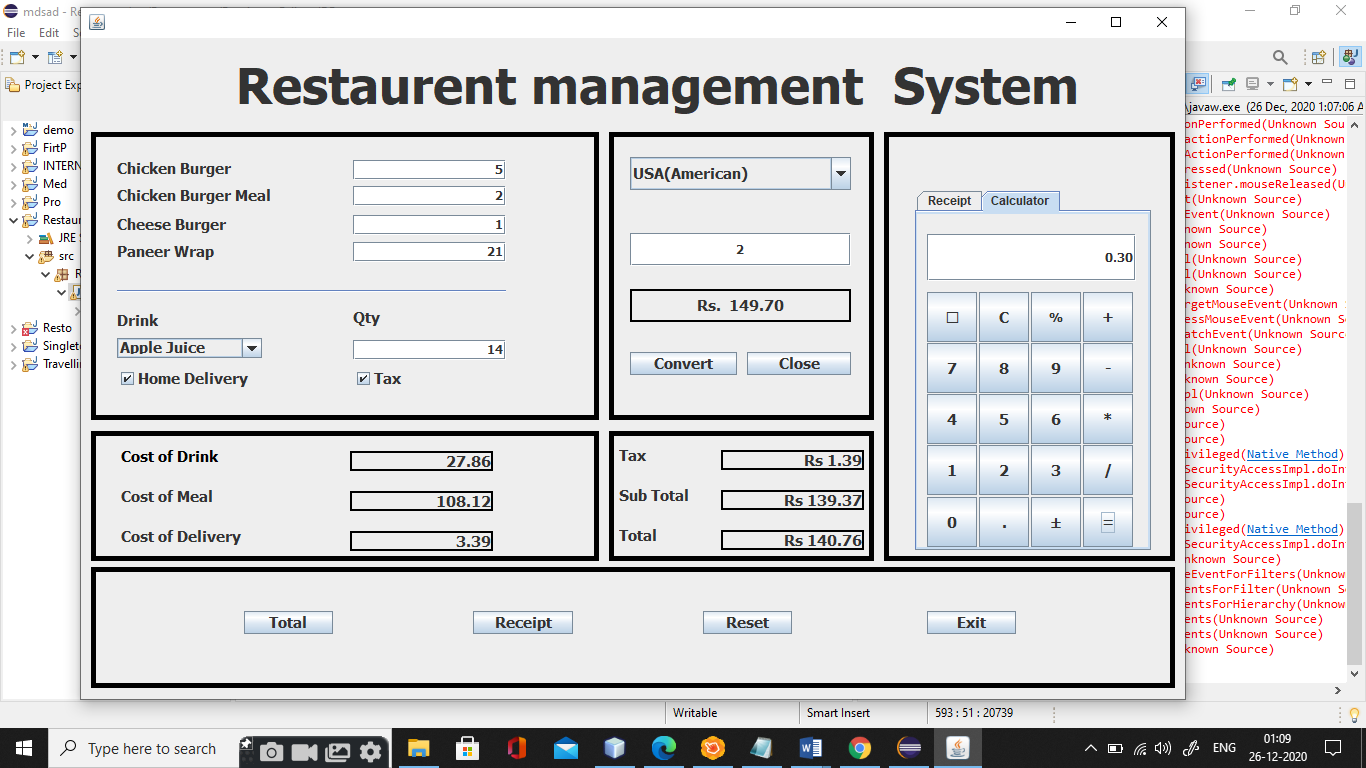 mdsad - Re
File Edit S
Project Exp
demo
FirtP
INTERN
Med
Pro
Restaur
JRE S
src
R
Resto
Singlet
Travellin
Restaurent management System
Chicken Burger 5
Chicken Burger Meal 2
Cheese Burger 1
Paneer Wrap 21
Drink Qty
Apple Juice 14
Home Delivery Tax
USA(American)
2
Rs. 149.70
Convert Close
Receipt Calculator
0.30
C % +
7 8 9 -
4 5 6 *
1 2 3 /
0 . ± =
Cost of Drink 27.86
Cost of Meal 108.12
Cost of Delivery 3.39
Tax Rs 1.39
Sub Total Rs 139.37
Total Rs 140.76
Total Receipt Reset Exit
\javaw.exe (26 Dec, 2020 1:07:06 A
onPerformed(Unknown Sou
actionPerformed(Unknown
ActionPerformed(Unknown
ressed(Unknown Source)
istener.mouseReleased(U
t(Unknown Source)
Event(Unknown Source)
nown Source)
nown Source)
l(Unknown Source)
l(Unknown Source)
known Source)
rgetMouseEvent(Unknown
essMouseEvent(Unknown S
atchEvent(Unknown Sourc
l(Unknown Source)
nown Source)
known Source)
pl(Unknown Source)
own Source)
ource)
ource)
ivileged(Native Method)
SecurityAccessImpl.doIn
ource)
ource)
ivileged(Native Method)
SecurityAccessImpl.doIn
known Source)
eEventForFilters(Unknow
entsForFilter(Unknown S
entsForHierarchy(Unknow
ents(Unknown Source)
ents(Unknown Source)
known Source)
Writable Smart Insert 593 : 51 : 20739
Type here to search
ENG
01:09
26-12-2020